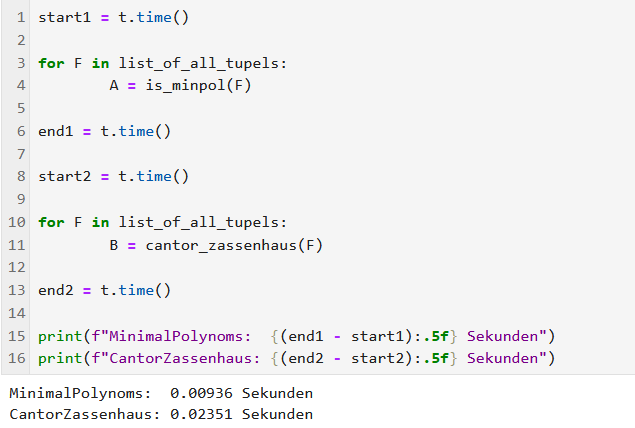 1 start1 = t.time()
2
3 for F in list_of_all_tupels:
4         A = is_minpol(F)
5
6 end1 = t.time()
7
8 start2 = t.time()
9
10 for F in list_of_all_tupels:
11         B = cantor_zassenhaus(F)
12
13 end2 = t.time()
14
15 print(f"MinimalPolynoms:  {(end1 - start1):.5f} Sekunden")
16 print(f"CantorZassenhaus: {(end2 - start2):.5f} Sekunden")
MinimalPolynoms:  0.00936 Sekunden
CantorZassenhaus: 0.02351 Sekunden